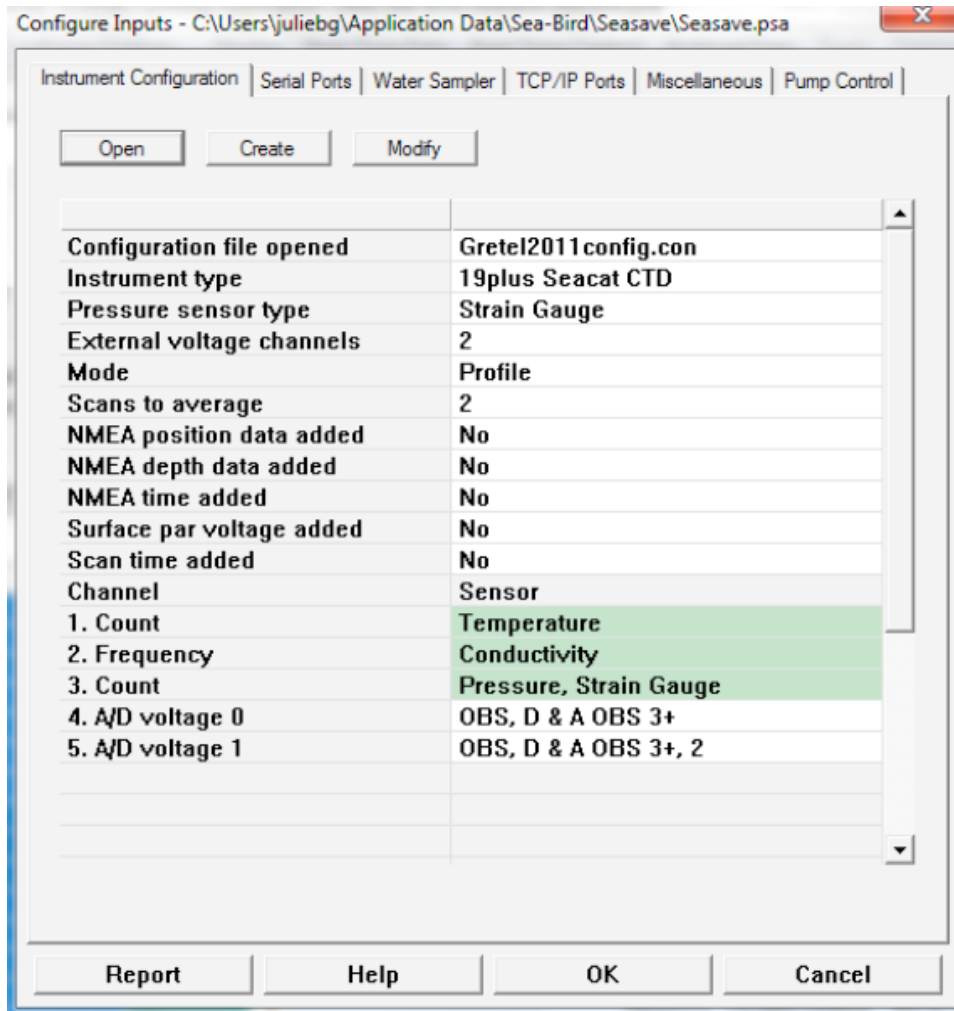 Configure Inputs - C:\Users\juliebg\Application Data\Sea-Bird\Seasave\Seasave.psa
Instrument Configuration Serial Ports Water Sampler TCP/IP Ports Miscellaneous Pump Control
Open Create Modify
Configuration file opened Gretel2011config.con
Instrument type 19plus Seacat CTD
Pressure sensor type Strain Gauge
External voltage channels 2
Mode Profile
Scans to average 2
NMEA position data added No
NMEA depth data added No
NMEA time added No
Surface par voltage added No
Scan time added No
Channel Sensor
1. Count Temperature
2. Frequency Conductivity
3. Count Pressure, Strain Gauge
4. A/D voltage 0 OBS, D & A OBS 3+
5. A/D voltage 1 OBS, D & A OBS 3+, 2
Report Help OK Cancel